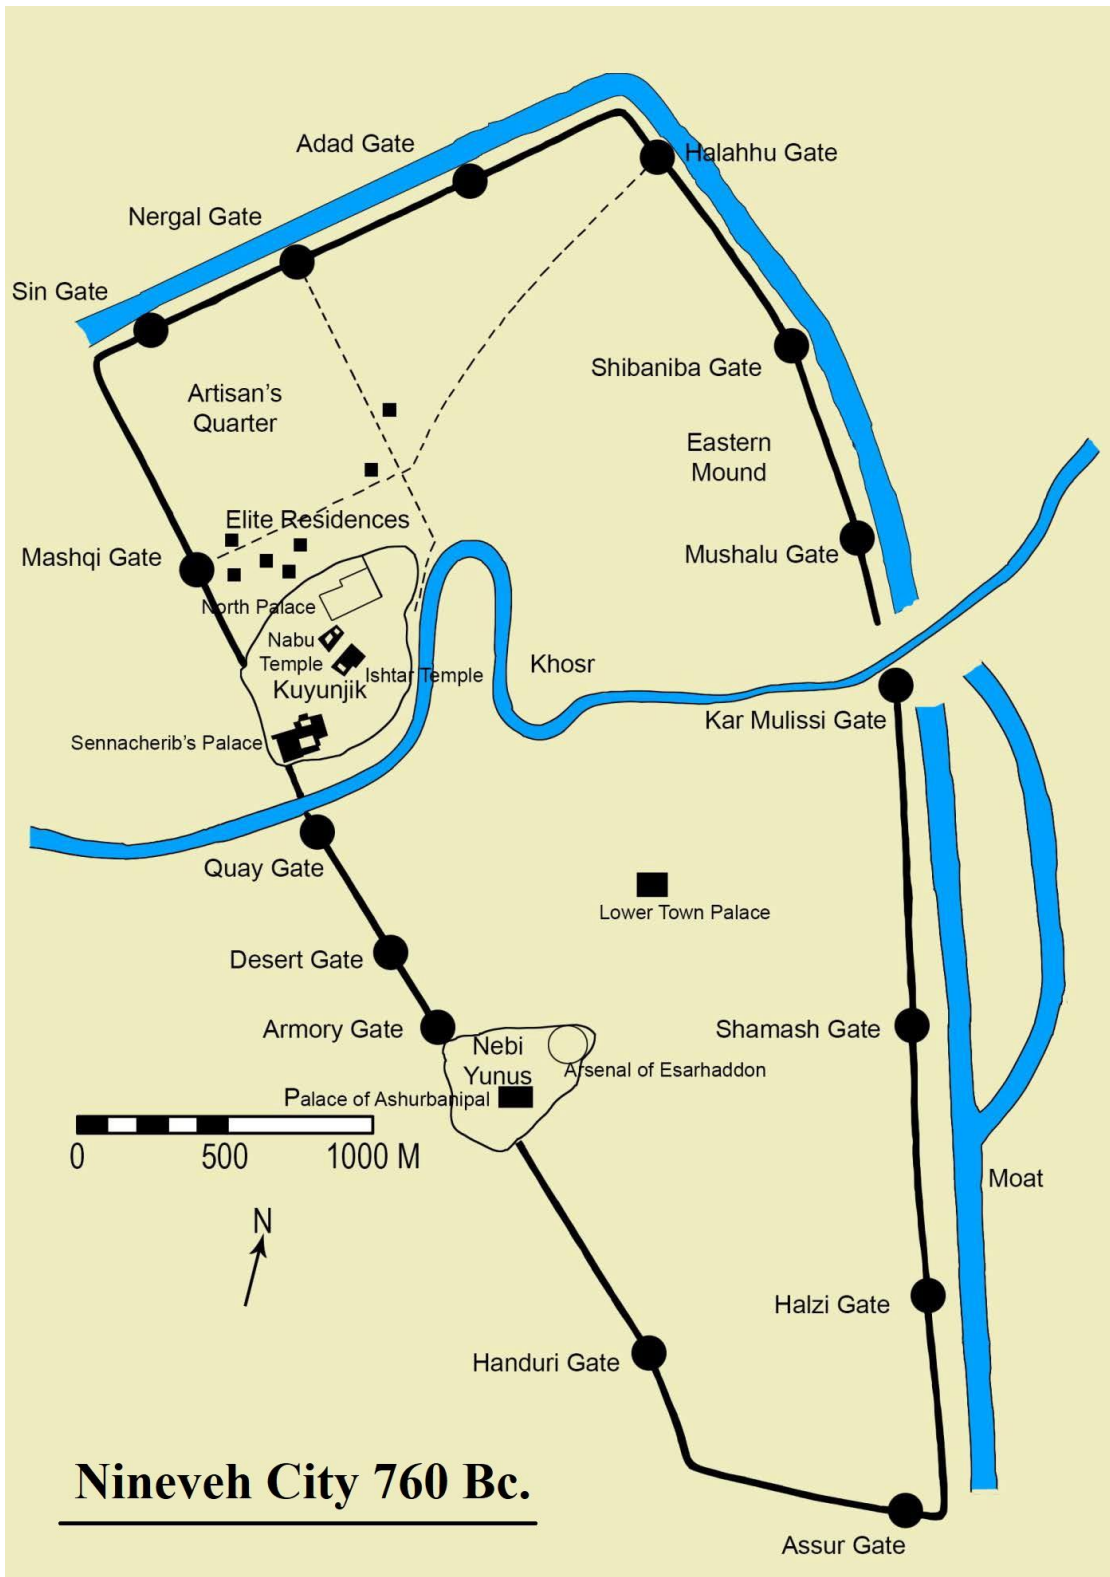 Adad Gate
Halahhu Gate
Nergal Gate
Sin Gate
Shibaniba Gate
Artisan's
Quarter
Eastern
Mound
Elite Residences
Mashqi Gate
Mushalu Gate
North Palace
Nabu
Temple
Ishtar Temple
Khosr
Kuyunjik
Kar Mulissi Gate
Sennacherib's Palace
Quay Gate
Lower Town Palace
Desert Gate
Armory Gate
Shamash Gate
Nebi
Yunus
Arsenal of Esarhaddon
Palace of Ashurbanipal
0 500 1000 M
Moat
N
Halzi Gate
Handuri Gate
Nineveh City 760 Bc.
Assur Gate